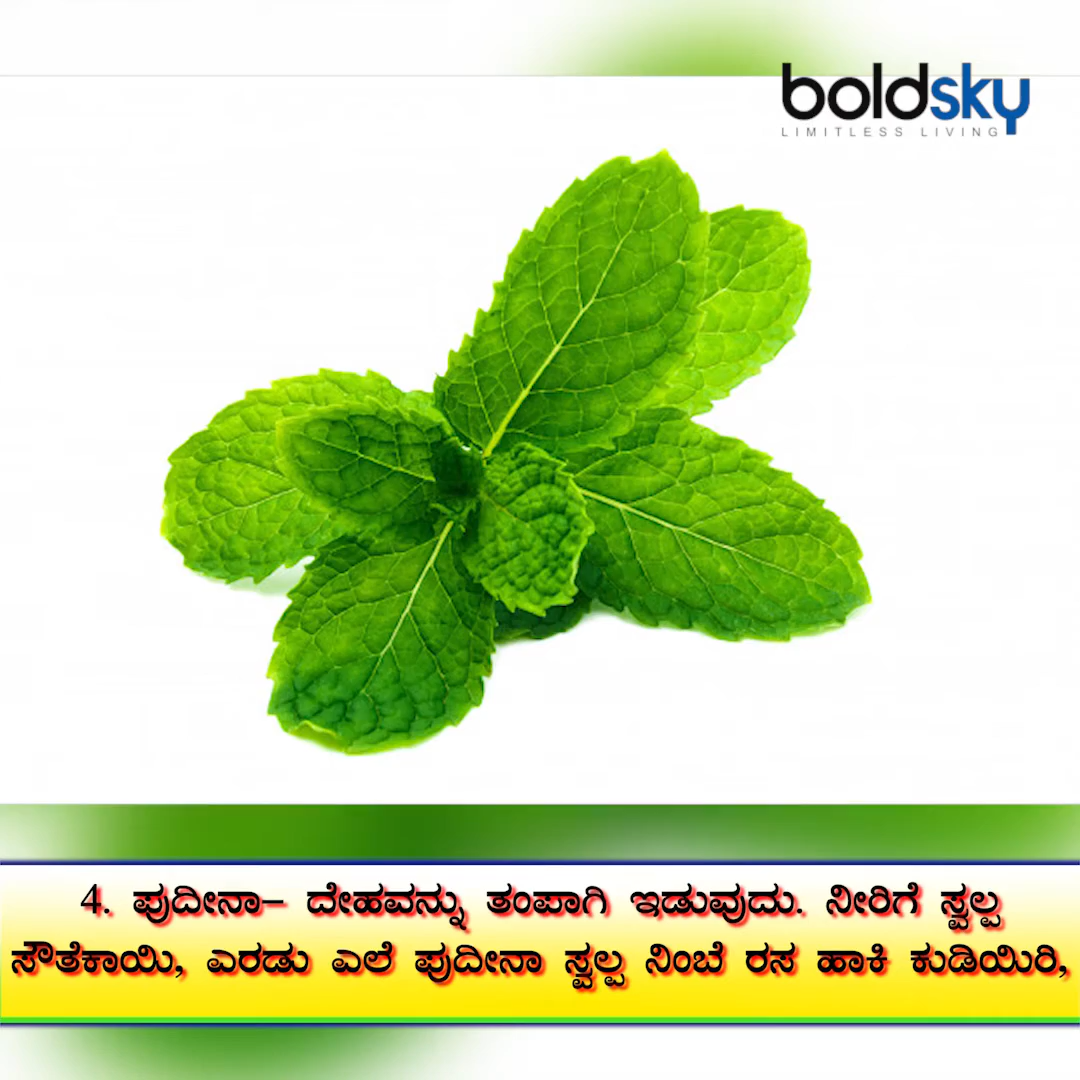 boldsky
LIMITLESS LIVING
4. ಪುದೀನಾ– ದೇಹವನ್ನು ತಂಪಾಗಿ ಇಡುವುದು. ನೀರಿಗೆ ಸ್ವಲ್ಪ
ಸೌತೆಕಾಯಿ, ಎರಡು ಎಲೆ ಪುದೀನಾ ಸ್ವಲ್ಪ ನಿಂಬೆ ರಸ ಹಾಕಿ ಕುಡಿಯಿರಿ,